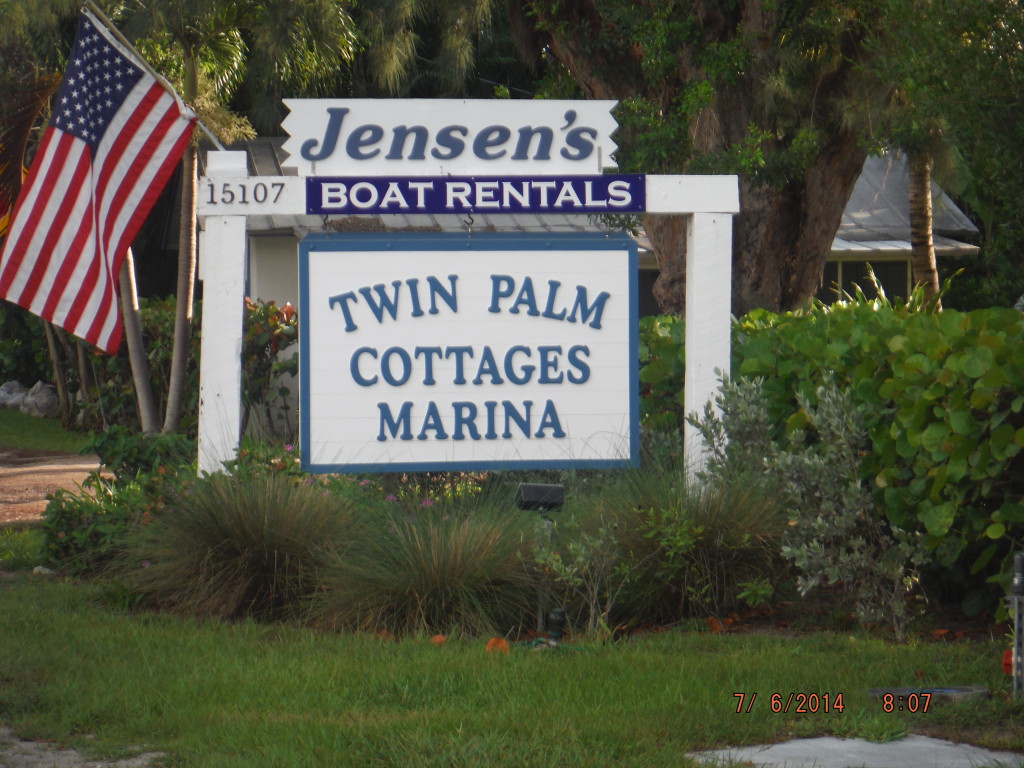 Jensen's
15107
BOAT RENTALS
TWIN PALM
COTTAGES
MARINA
7/ 6/2014 8:07